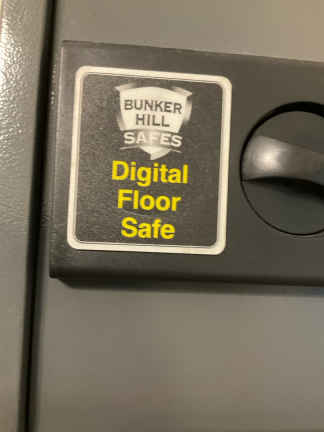 BUNKER
HILL
SAFES
Digital
Floor
Safe